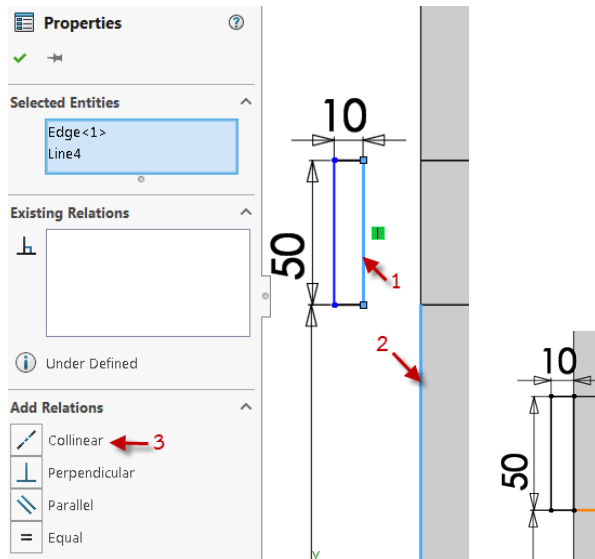 Properties
Selected Entities
Edge<1>
Line4
Existing Relations
Under Defined
Add Relations
Collinear
3
Perpendicular
Parallel
Equal
10
50
1
2
Y
10
50